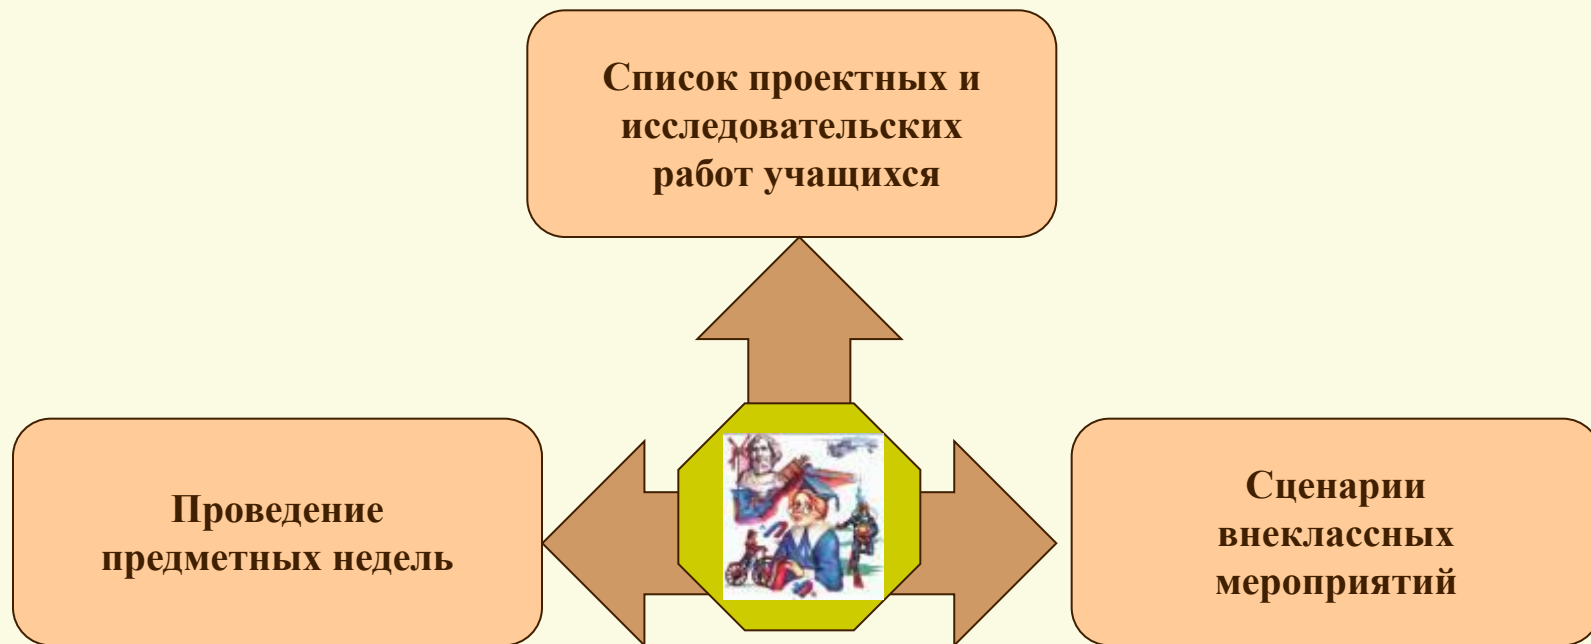 Список проектных и
исследовательских
работ учащихся
Проведение
предметных недель
Сценарии
внеклассных
мероприятий